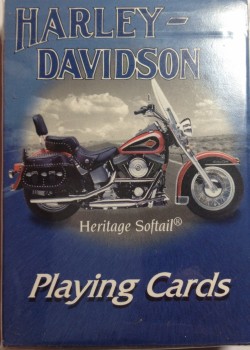 HARLEY-
DAVIDSON
Heritage Softail®
Playing Cards